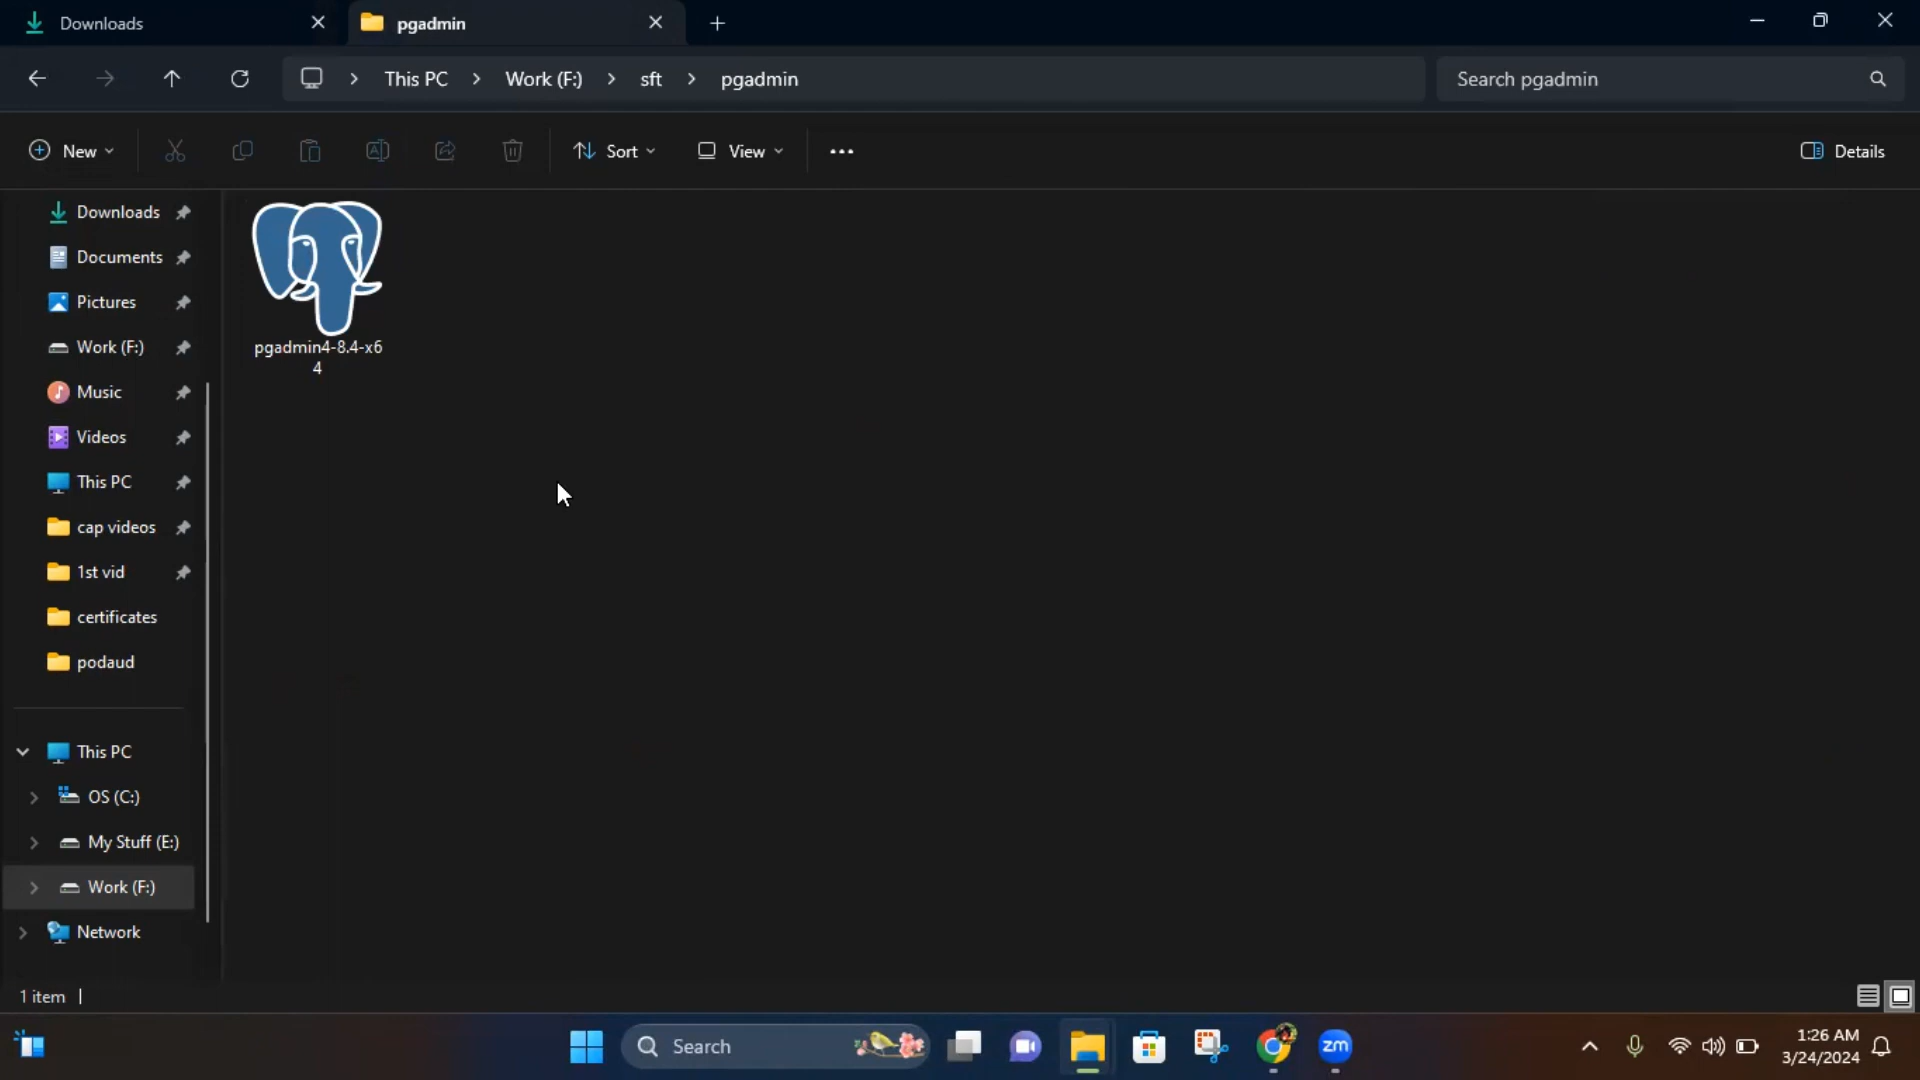 Downloads
pgadmin
This PC > Work (F:) > sft > pgadmin
Search pgadmin
New
Sort
View
Details
Downloads
Documents
Pictures
Work (F:)
Music
Videos
This PC
cap videos
1st vid
certificates
podaud
This PC
OS (C:)
My Stuff (E:)
Work (F:)
Network
pgadmin4-8.4-x6
4
1 item
Search
zm
1:26 AM
3/24/2024